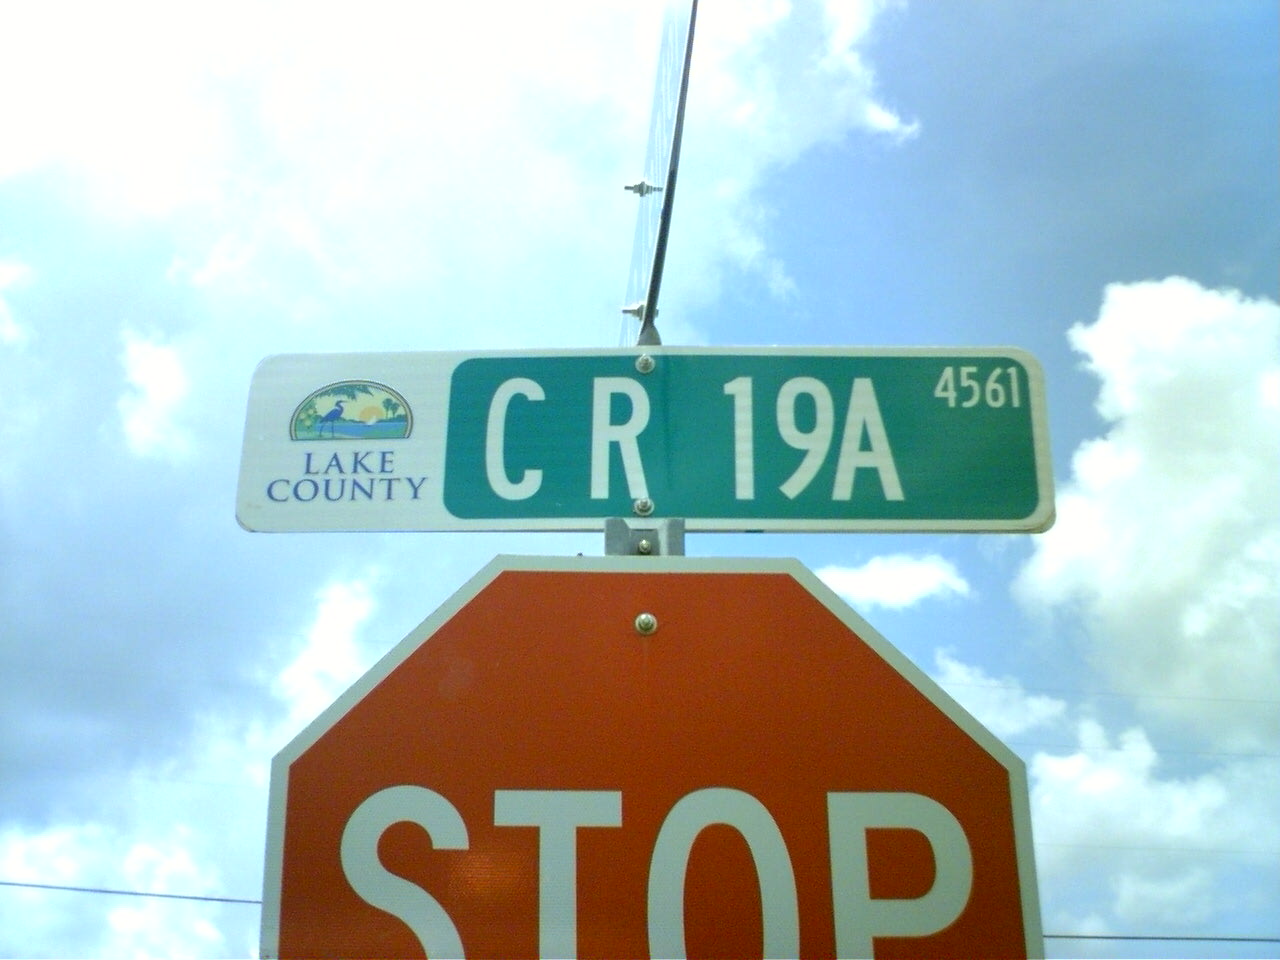 LAKE
COUNTY
C R 19A 4561
STOP